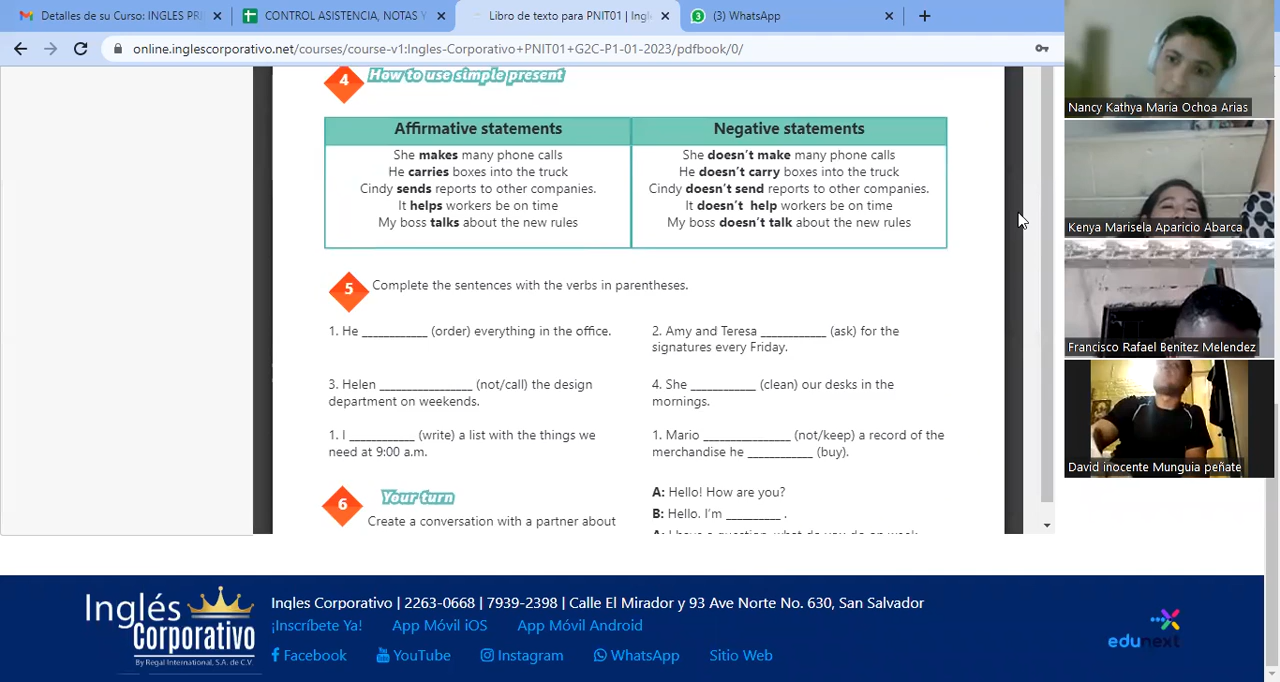 Detalles de su Curso: INGLES PRI
CONTROL ASISTENCIA, NOTAS Y
Libro de texto para PNIT01 | Ingl
(3) WhatsApp
online.inglescorporativo.net/courses/course-v1:Ingles-Corporativo+PNIT01+G2C-P1-01-2023/pdfbook/0/
4 How to use simple present
Affirmative statements
She makes many phone calls
He carries boxes into the truck
Cindy sends reports to other companies.
It helps workers be on time
My boss talks about the new rules
Negative statements
She doesn't make many phone calls
He doesn't carry boxes into the truck
Cindy doesn't send reports to other companies.
It doesn't help workers be on time
My boss doesn't talk about the new rules
5 Complete the sentences with the verbs in parentheses.
1. He ____________ (order) everything in the office.
2. Amy and Teresa ____________ (ask) for the
signatures every Friday.
3. Helen _________________ (not/call) the design
department on weekends.
4. She ____________ (clean) our desks in the
mornings.
1. I ____________ (write) a list with the things we
need at 9:00 a.m.
1. Mario ________________ (not/keep) a record of the
merchandise he ____________ (buy).
6 Your turn
Create a conversation with a partner about
A: Hello! How are you?
B: Hello. I'm __________ .
Nancy Kathya Maria Ochoa Arias
Kenya Marisela Aparicio Abarca
Francisco Rafael Benitez Melendez
David inocente Munguia peñate
Inglés
Corporativo
By Regal International, S.A. de C.V.
Ingles Corporativo | 2263-0668 | 7939-2398 | Calle El Mirador y 93 Ave Norte No. 630, San Salvador
¡Inscríbete Ya! App Móvil iOS App Móvil Android
Facebook YouTube Instagram WhatsApp Sitio Web
edunext